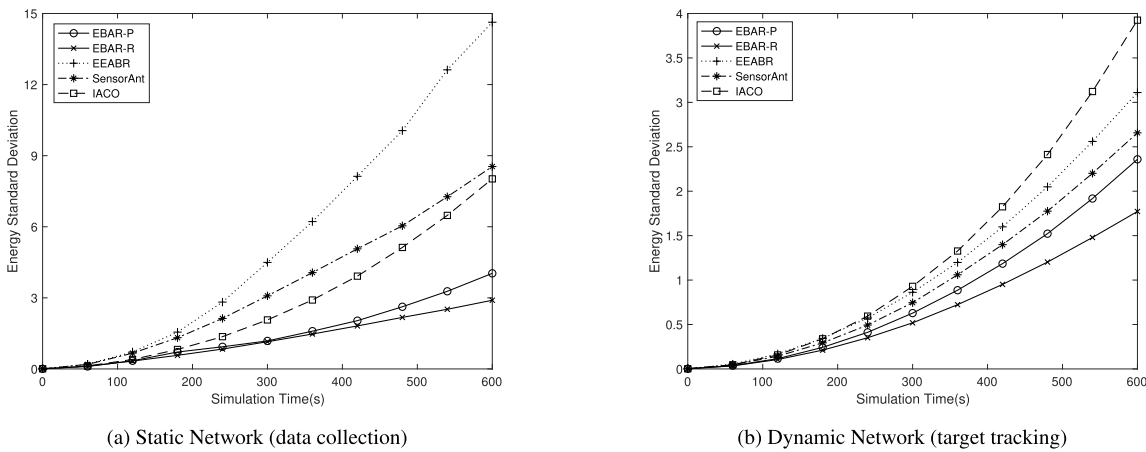 15
12
9
6
3
0
Energy Standard Deviation
EBAR-P
EBAR-R
EEABR
SensorAnt
IACO
0
100
200
300
400
500
600
Simulation Time(s)
(a) Static Network (data collection)
4
3.5
3
2.5
2
1.5
1
0.5
0
Energy Standard Deviation
EBAR-P
EBAR-R
EEABR
SensorAnt
IACO
0
100
200
300
400
500
600
Simulation Time(s)
(b) Dynamic Network (target tracking)